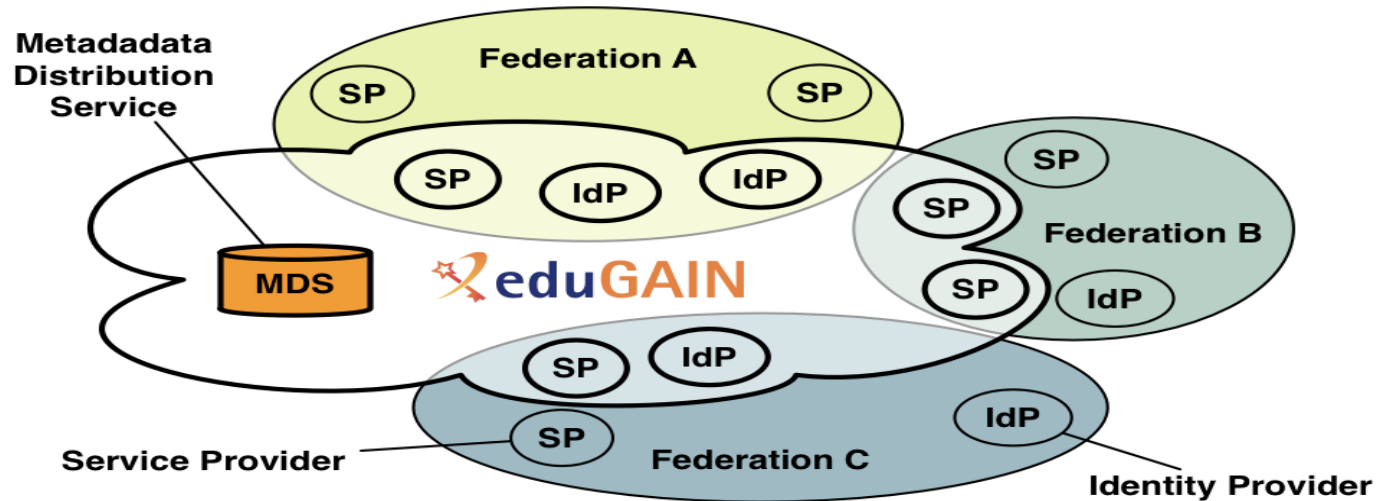 Metadadata
Distribution
Service
Federation A
SP
SP
SP
IdP
IdP
SP
SP
Federation B
SP
IdP
MDS
eduGAIN
SP
IdP
SP
IdP
Federation C
Service Provider
Identity Provider